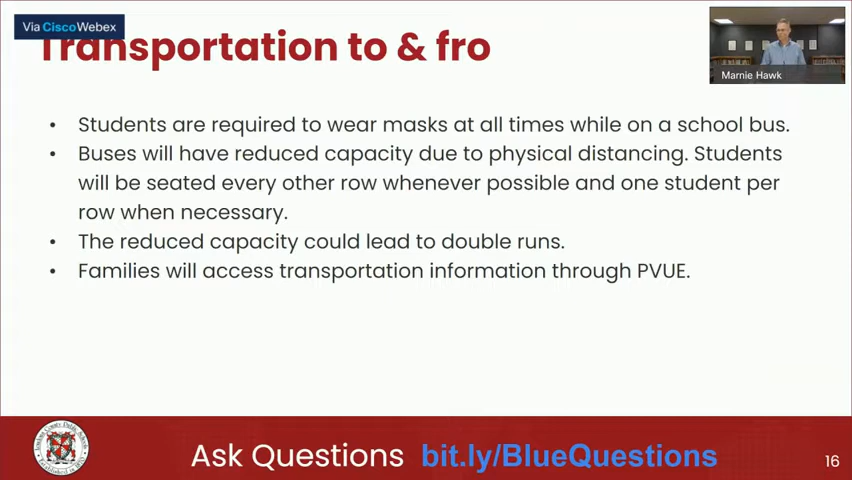 Via Cisco Webex
Transportation to & fro
Marnie Hawk
• Students are required to wear masks at all times while on a school bus.
• Buses will have reduced capacity due to physical distancing. Students
will be seated every other row whenever possible and one student per
row when necessary.
• The reduced capacity could lead to double runs.
• Families will access transportation information through PVUE.
Ask Questions bit.ly/BlueQuestions
16